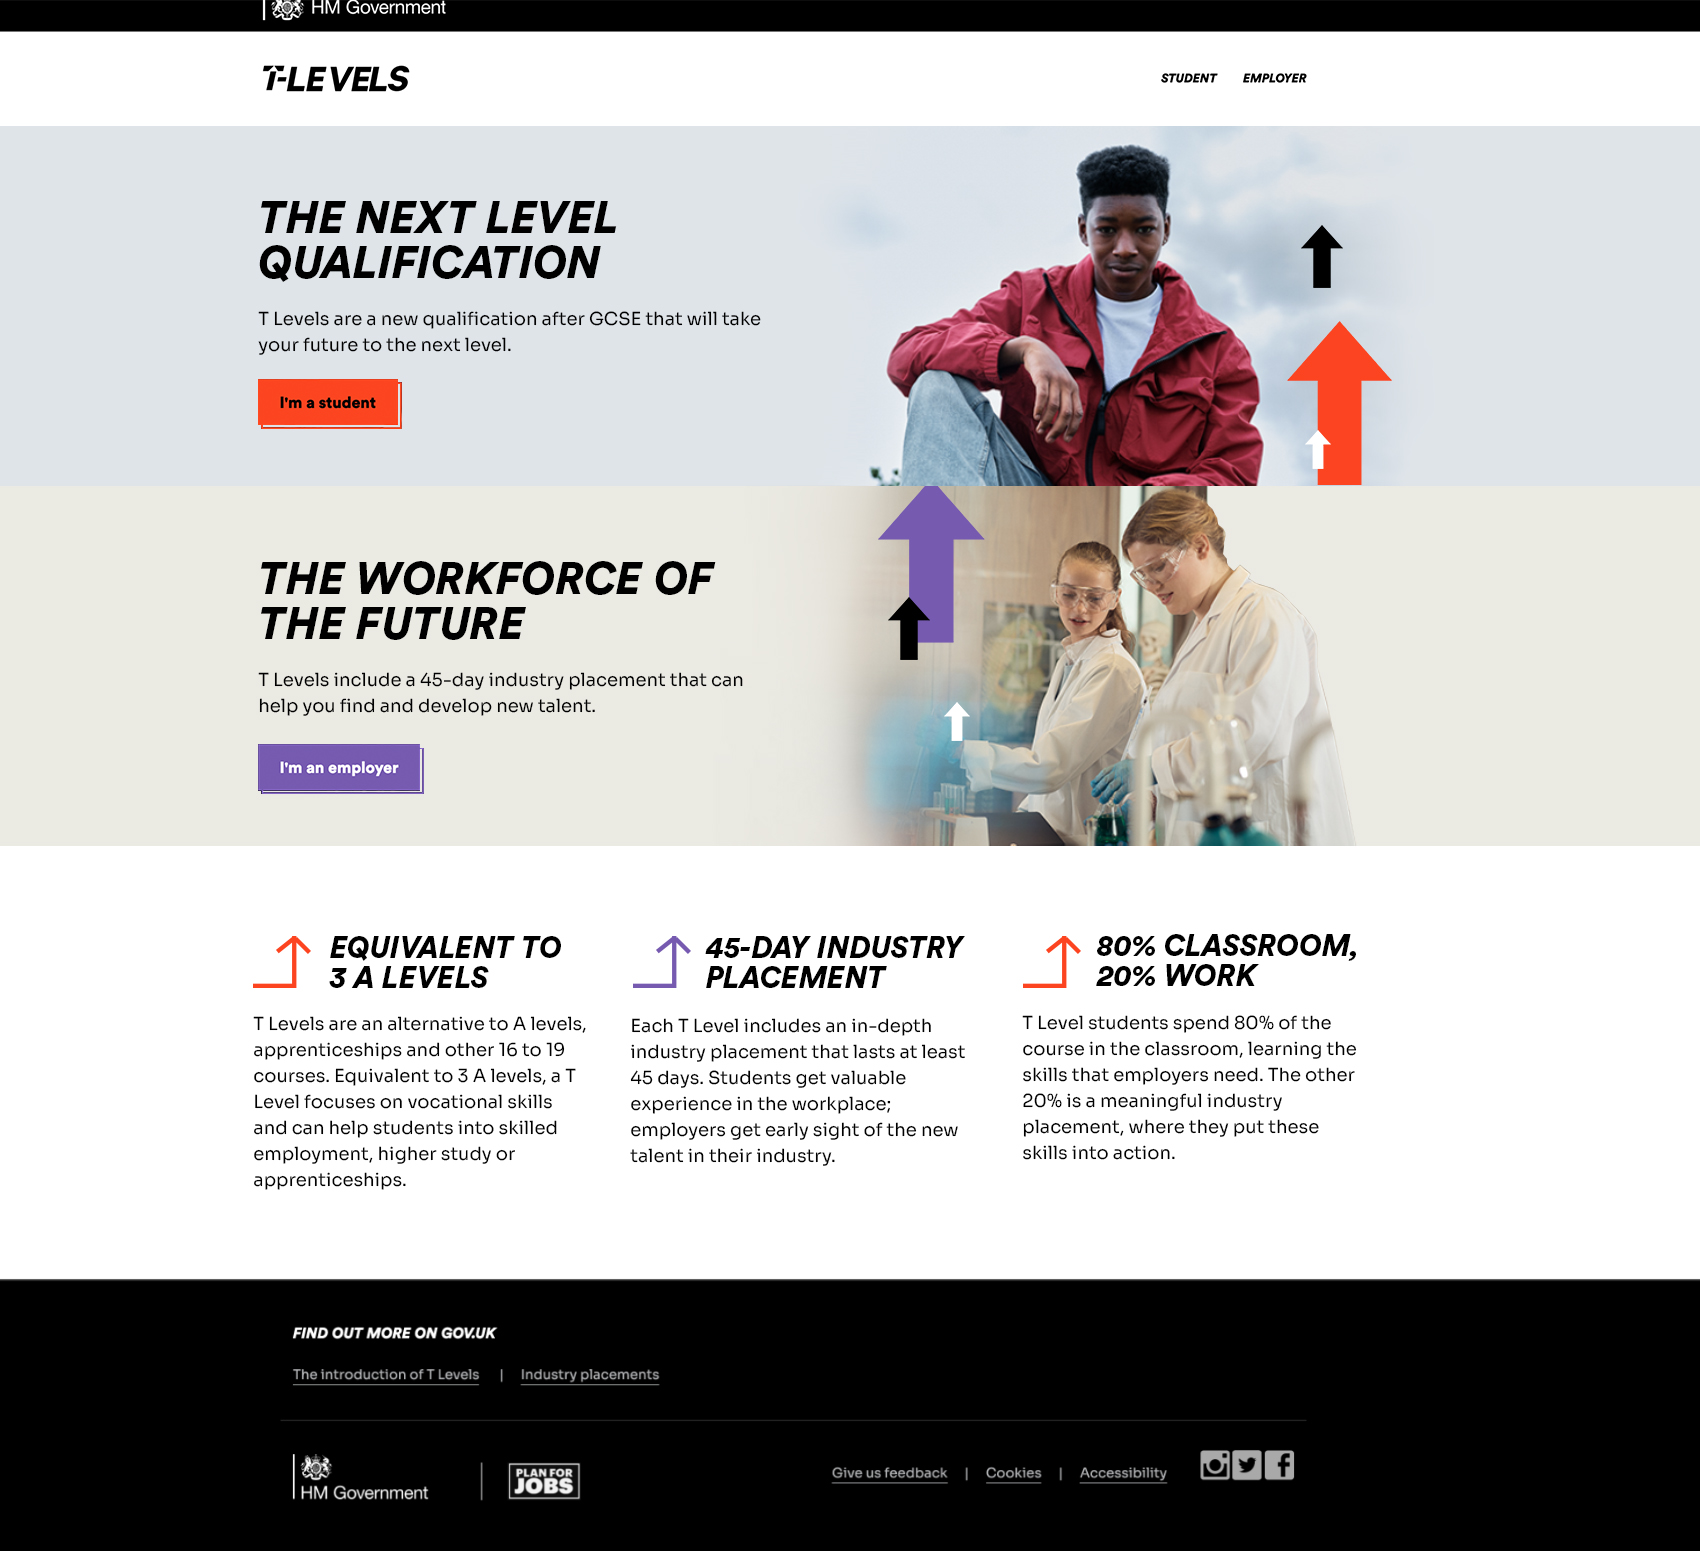 HM Government
T-LEVELS
STUDENT EMPLOYER
THE NEXT LEVEL
QUALIFICATION
T Levels are a new qualification after GCSE that will take
your future to the next level.
I'm a student
THE WORKFORCE OF
THE FUTURE
T Levels include a 45-day industry placement that can
help you find and develop new talent.
I'm an employer
EQUIVALENT TO
3 A LEVELS
T Levels are an alternative to A levels,
apprenticeships and other 16 to 19
courses. Equivalent to 3 A levels, a T
Level focuses on vocational skills
and can help students into skilled
employment, higher study or
apprenticeships.
45-DAY INDUSTRY
PLACEMENT
Each T Level includes an in-depth
industry placement that lasts at least
45 days. Students get valuable
experience in the workplace;
employers get early sight of the new
talent in their industry.
80% CLASSROOM,
20% WORK
T Level students spend 80% of the
course in the classroom, learning the
skills that employers need. The other
20% is a meaningful industry
placement, where they put these
skills into action.
FIND OUT MORE ON GOV.UK
The introduction of T Levels | Industry placements
HM Government
PLAN FOR
JOBS
Give us feedback | Cookies | Accessibility